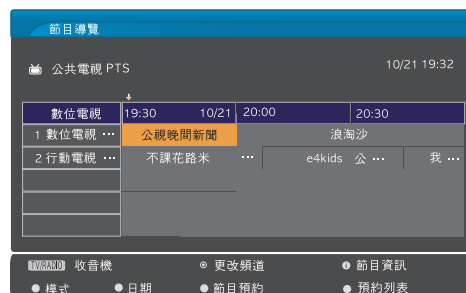 節目導覽
公共電視 PTS 10/21 19:32
數位電視 19:30 10/21 20:00 20:30
1 數位電視 ··· 公視晚間新聞 浪淘沙
2 行動電視 ··· 不課花路米 ··· e4kids 公 ··· 我 ···
TV/RADIO 收音機 更改頻道 節目資訊
模式 日期 節目預約 預約列表